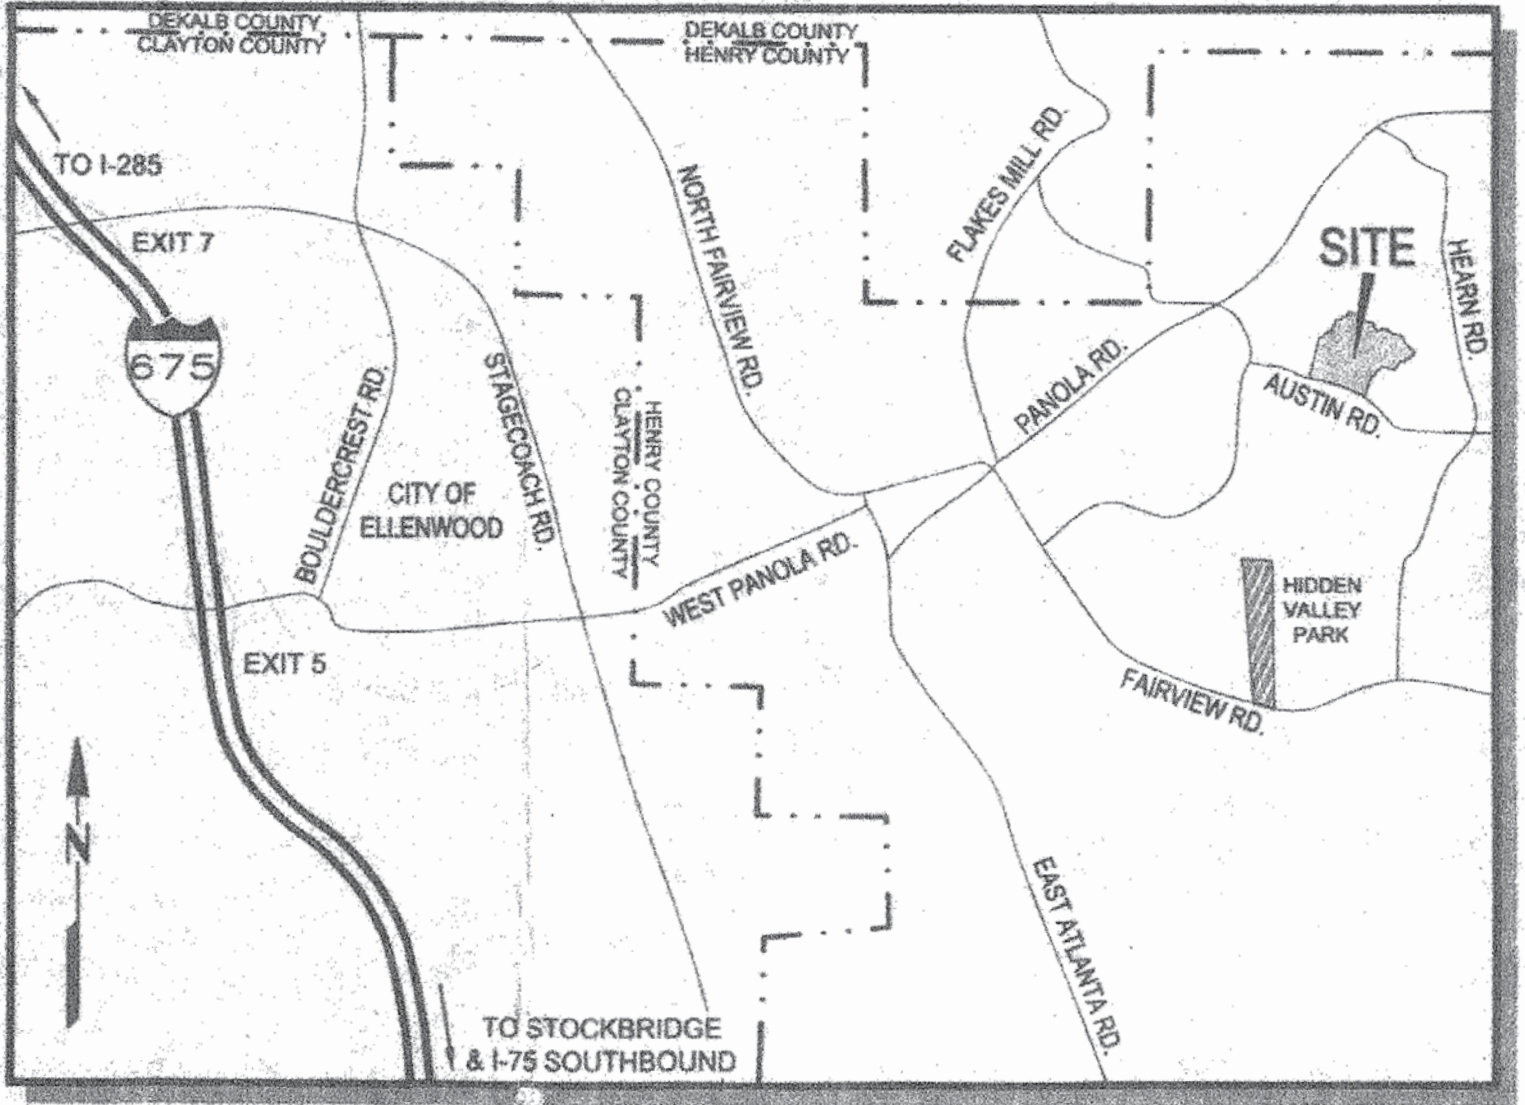 DEKALB COUNTY
CLAYTON COUNTY
DEKALB COUNTY
HENRY COUNTY
TO I-285
EXIT 7
675
BOULDERCREST RD.
STAGECOACH RD.
CITY OF
ELLENWOOD
HENRY COUNTY
CLAYTON COUNTY
NORTH FAIRVIEW RD.
FLAKES MILL RD.
PANOLA RD.
SITE
HEARN RD.
AUSTIN RD.
WEST PANOLA RD.
HIDDEN
VALLEY
PARK
EXIT 5
FAIRVIEW RD.
N
EAST ATLANTA RD.
TO STOCKBRIDGE
& I-75 SOUTHBOUND